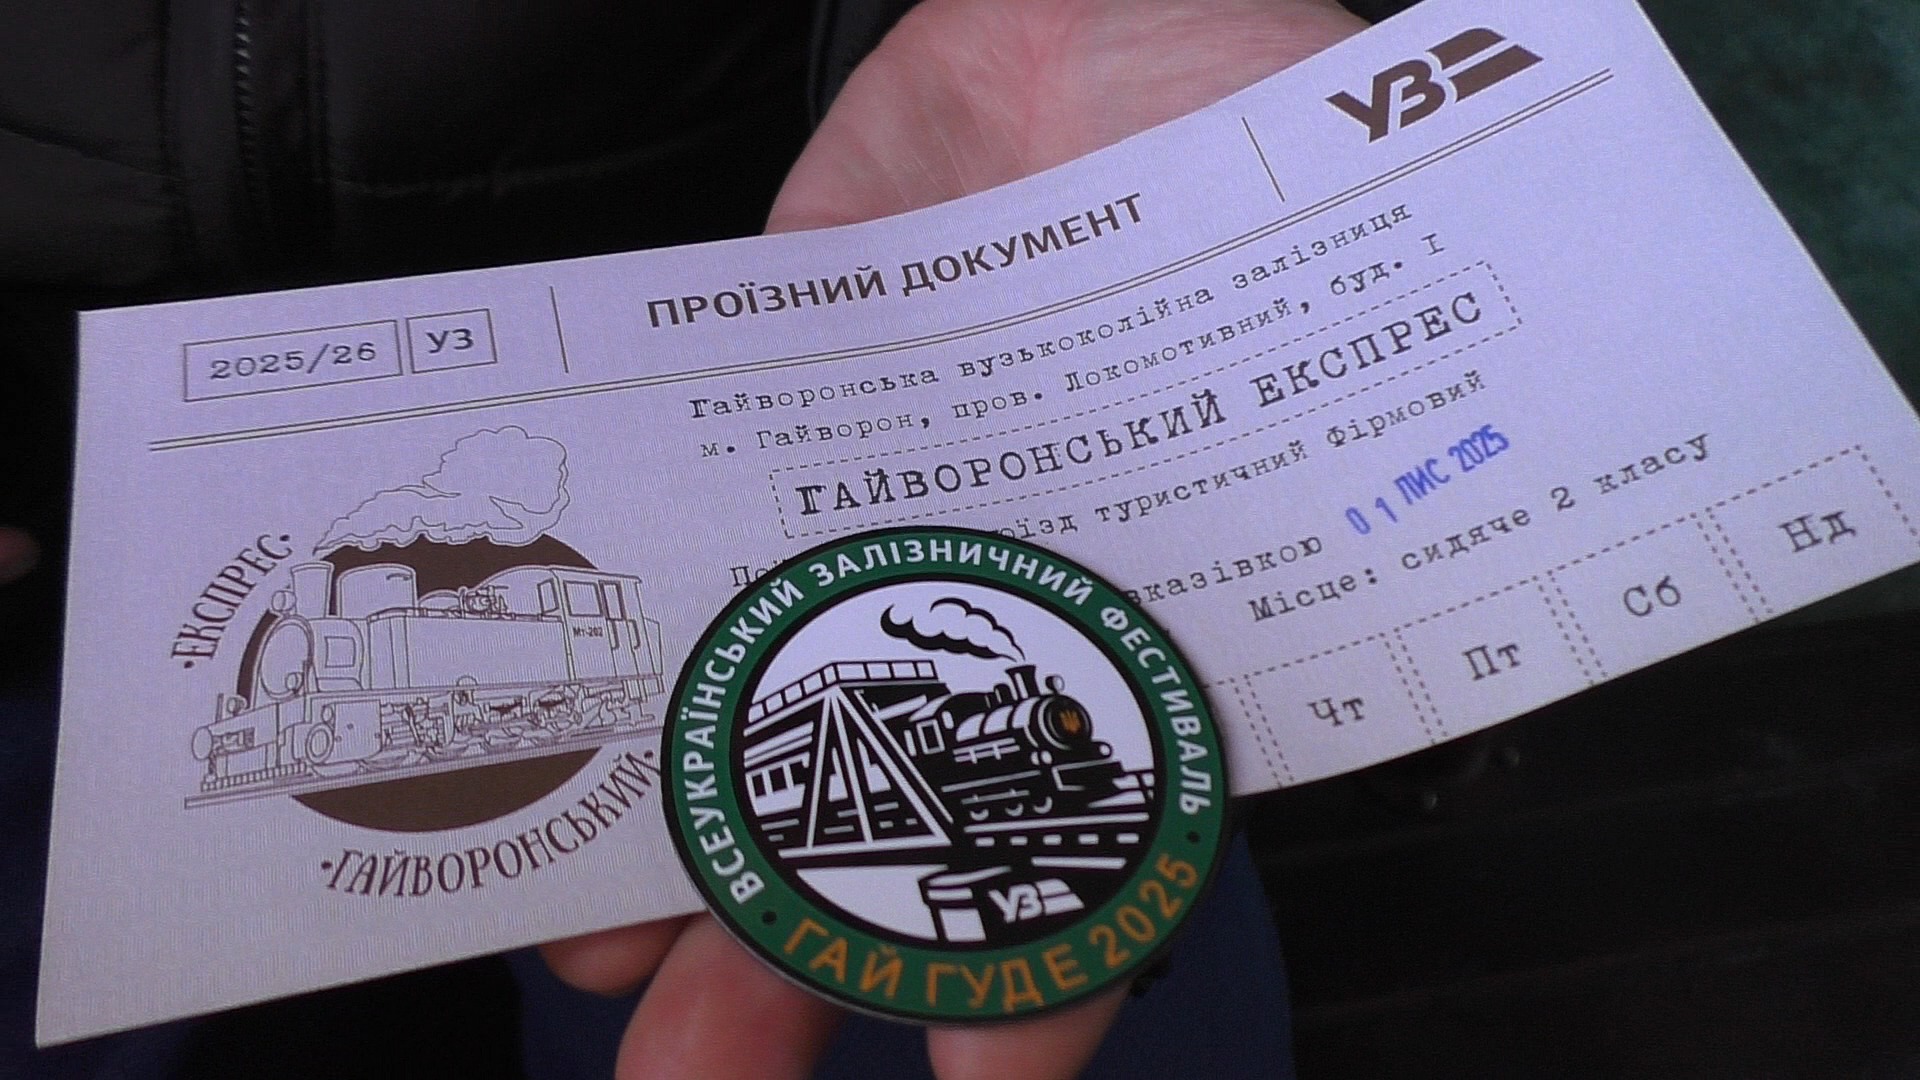 2025/26 УЗ
ПРОЇЗНИЙ ДОКУМЕНТ
УЗ
Гайворонська вузькоколійна залізниця
м. Гайворон, пров. Локомотивний, буд. І
ГАЙВОРОНСЬКИЙ ЕКСПРЕС
туристичний Фірмовий
вказівкою 01 ЛИС 2025
Місце: сидяче 2 класу
Чт Пт Сб Нд
•ЕКСПРЕС•
Мт-202
•ГАЙВОРОНСЬКИЙ•
ВСЕУКРАЇНСЬКИЙ ЗАЛІЗНИЧНИЙ ФЕСТИВАЛЬ
УЗ
• ГАЙ ГУДЕ 2025 •